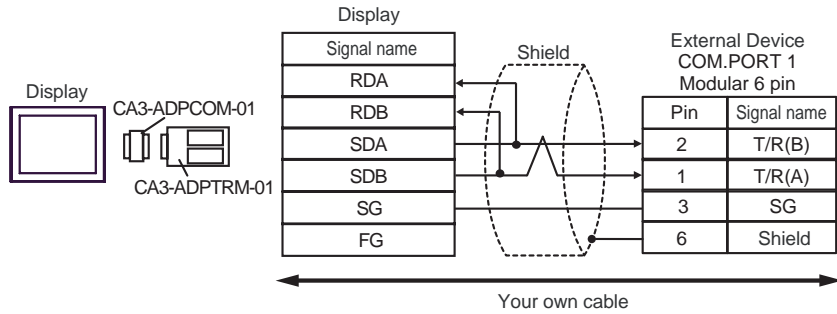 Display
Signal name
RDA
RDB
SDA
SDB
SG
FG
Shield
External Device
COM.PORT 1
Modular 6 pin
Pin Signal name
2 T/R(B)
1 T/R(A)
3 SG
6 Shield
Display
CA3-ADPCOM-01
CA3-ADPTRM-01
Your own cable